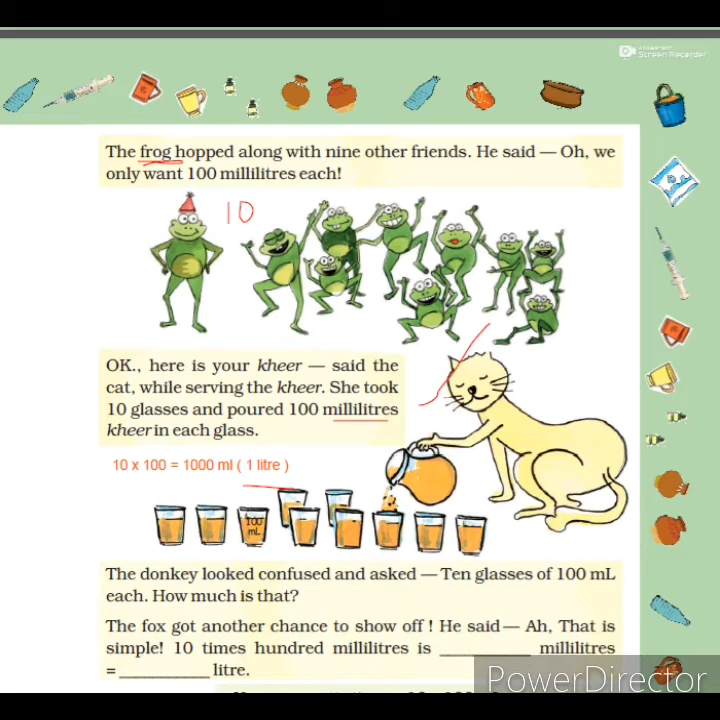 Screen Recorder
The frog hopped along with nine other friends. He said — Oh, we
only want 100 millilitres each!
10
OK., here is your kheer — said the
cat, while serving the kheer. She took
10 glasses and poured 100 millilitres
kheer in each glass.
10 x 100 = 1000 ml ( 1 litre )
100
mL
The donkey looked confused and asked — Ten glasses of 100 mL
each. How much is that?
The fox got another chance to show off ! He said — Ah, That is
simple! 10 times hundred millilitres is __________ millilitres
= __________ litre.
PowerDirector